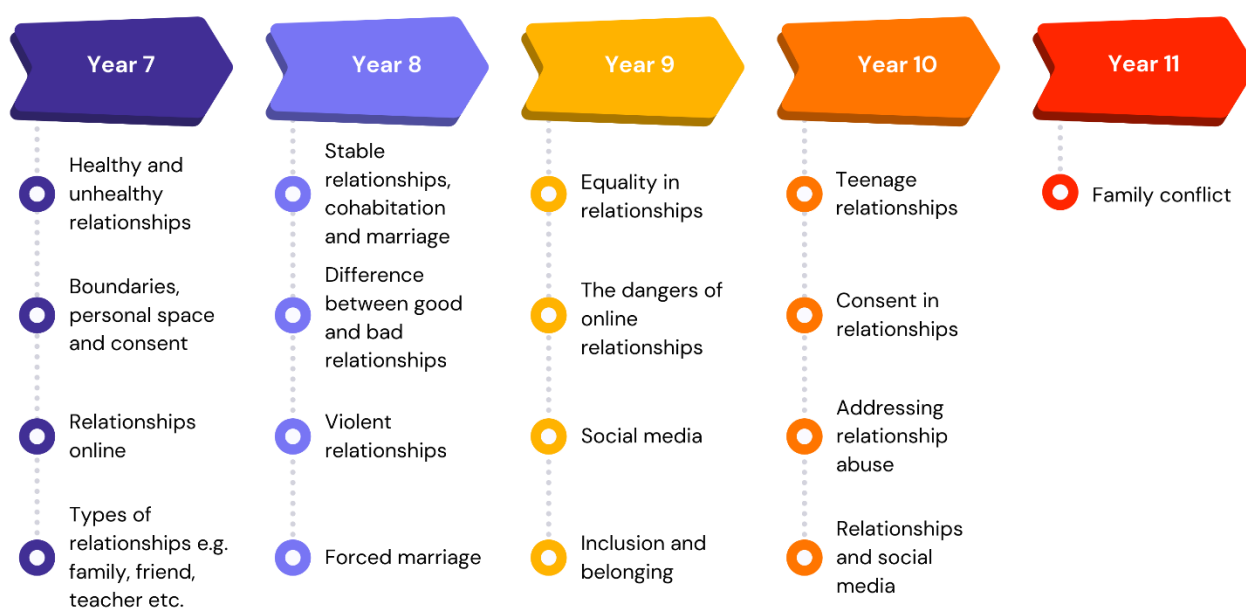 Year 7
Healthy and
unhealthy
relationships
Boundaries,
personal space
and consent
Relationships
online
Types of
relationships e.g.
family, friend,
teacher etc.
Year 8
Stable
relationships,
cohabitation
and marriage
Difference
between good
and bad
relationships
Violent
relationships
Forced marriage
Year 9
Equality in
relationships
The dangers of
online
relationships
Social media
Inclusion and
belonging
Year 10
Teenage
relationships
Consent in
relationships
Addressing
relationship
abuse
Relationships
and social
media
Year 11
Family conflict